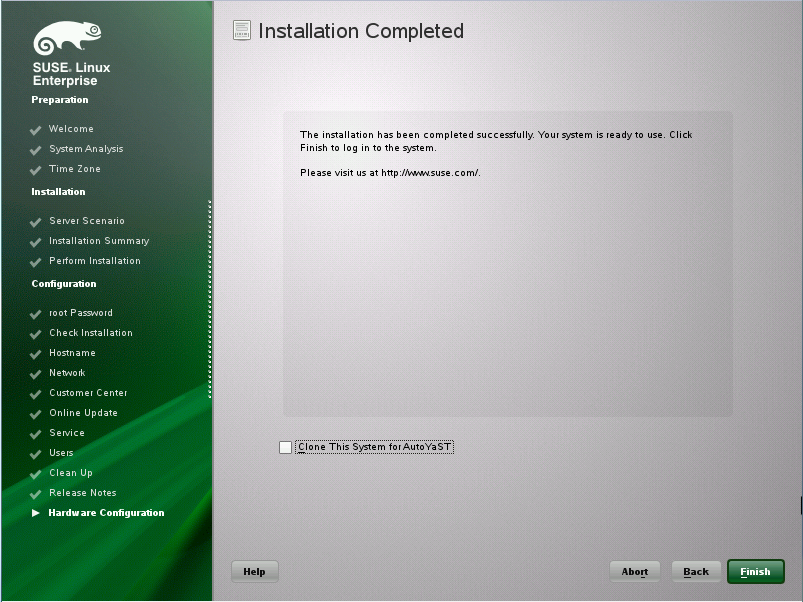 SUSE. Linux
Enterprise
Preparation
Welcome
System Analysis
Time Zone
Installation
Server Scenario
Installation Summary
Perform Installation
Configuration
root Password
Check Installation
Hostname
Network
Customer Center
Online Update
Service
Users
Clean Up
Release Notes
Hardware Configuration
Installation Completed
The installation has been completed successfully. Your system is ready to use. Click
Finish to log in to the system.
Please visit us at http://www.suse.com/.
Clone This System for AutoYaST
Help
Abort
Back
Finish